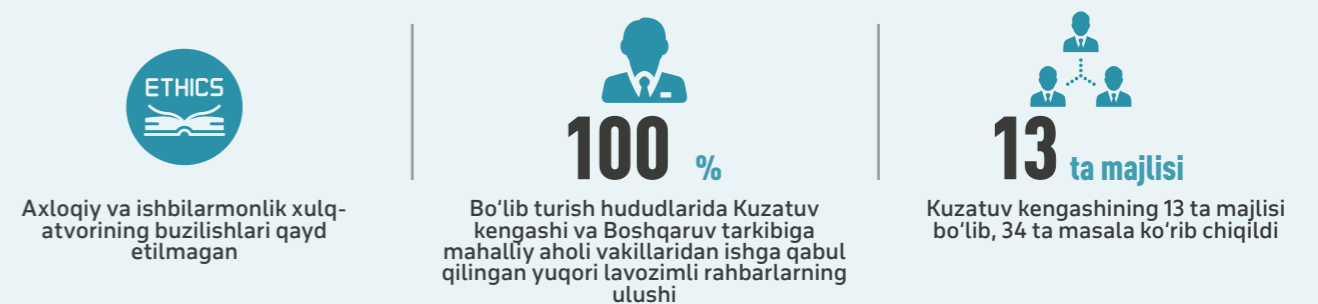 ETHICS
Axloqiy va ishbilarmonlik xulq-
atvorining buzilishlari qayd
etilmagan
100 %
Bo‘lib turish hududlarida Kuzatuv
kengashi va Boshqaruv tarkibiga
mahalliy aholi vakillaridan ishga qabul
qilingan yuqori lavozimli rahbarlarning
ulushi
13 ta majlisi
Kuzatuv kengashining 13 ta majlisi
bo‘lib, 34 ta masala ko‘rib chiqildi